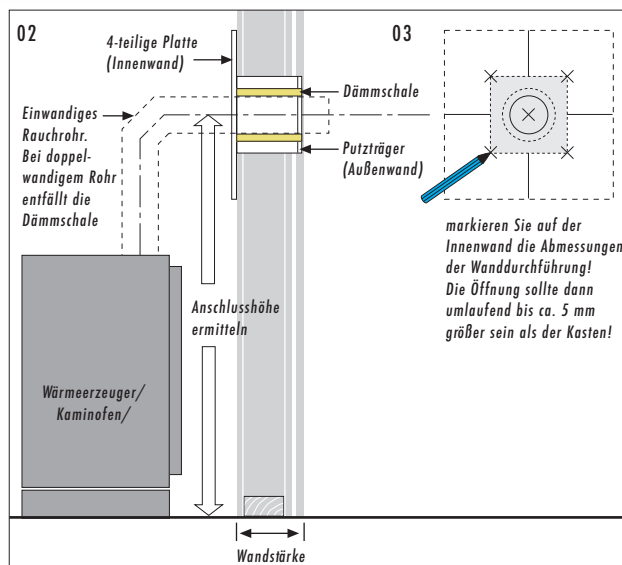 02
4-teilige Platte
(Innenwand)
Einwandiges
Rauchrohr.
Bei doppel-
wandigem Rohr
entfällt die
Dämmschale
Dämmschale
Putzträger
(Außenwand)
Anschlusshöhe
ermitteln
Wärmeerzeuger/
Kaminofen/
Wandstärke
03
markieren Sie auf der
Innenwand die Abmessungen
der Wanddurchführung!
Die Öffnung sollte dann
umlaufend bis ca. 5 mm
größer sein als der Kasten!